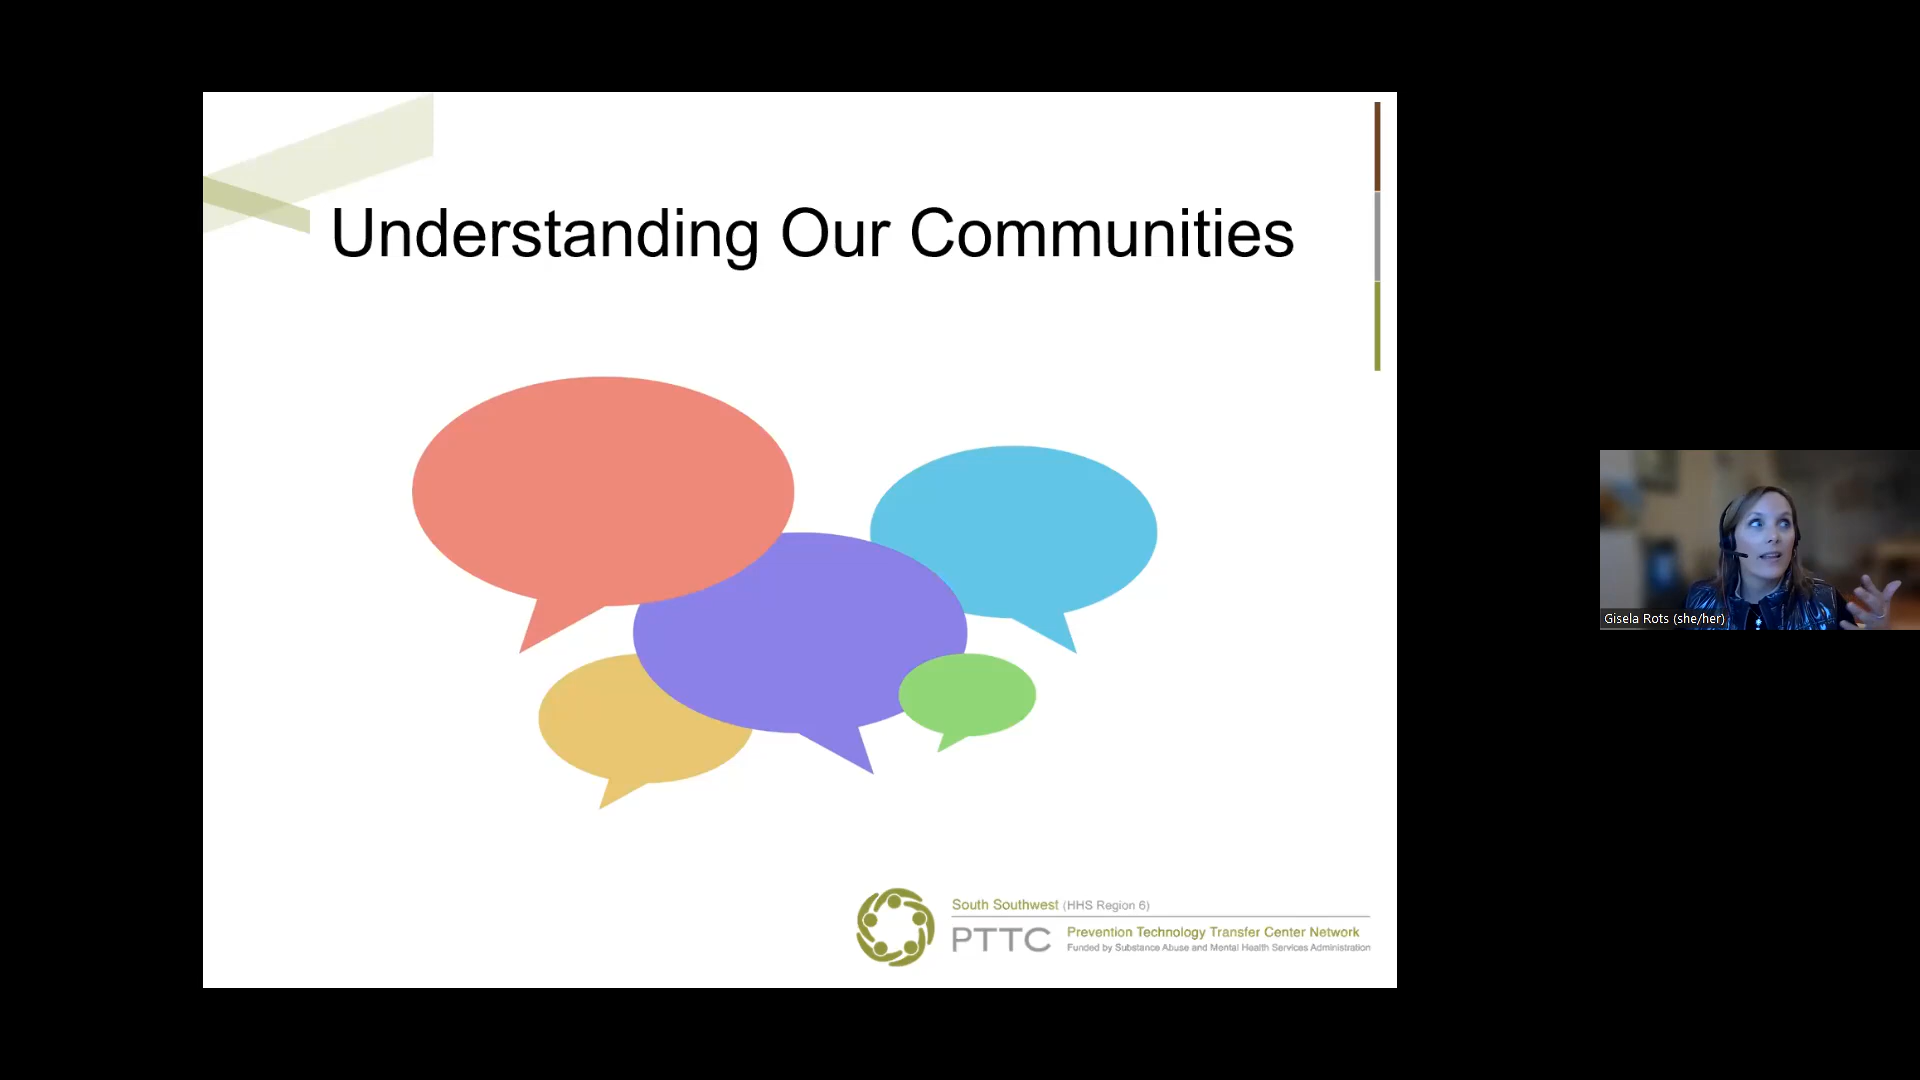 Understanding Our Communities
South Southwest (HHS Region 6)
PTTC
Prevention Technology Transfer Center Network
Funded by Substance Abuse and Mental Health Services Administration
Gisela Rots (she/her)